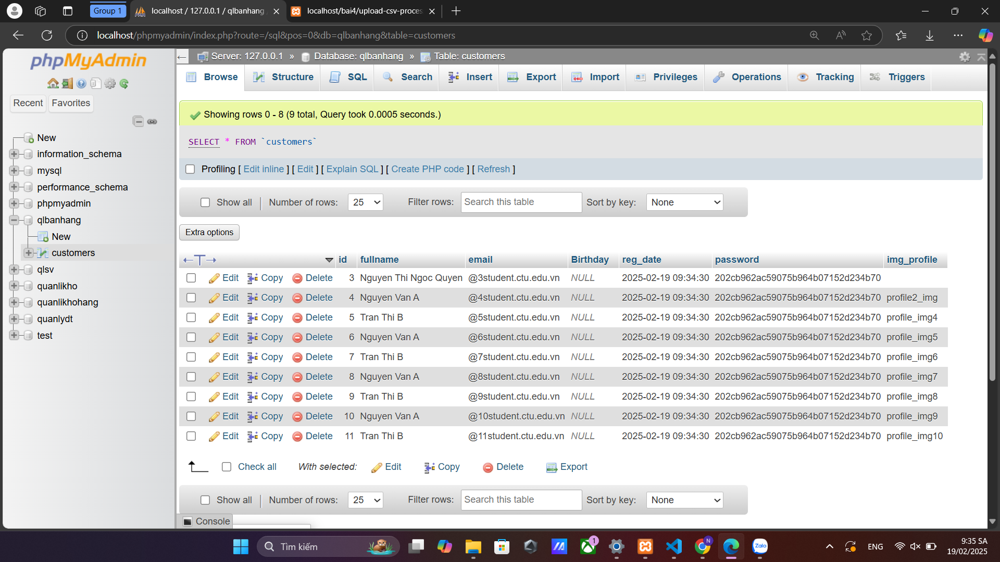 Group 1
localhost / 127.0.0.1 / qlbanhang
localhost/bai4/upload-csv-proces
localhost/phpmyadmin/index.php?route=/sql&pos=0&db=qlbanhang&table=customers
phpMyAdmin
Recent
Favorites
New
information_schema
mysql
performance_schema
phpmyadmin
qlbanhang
New
customers
qlsv
quanlikho
quanlikhohang
quanlydt
test
Server: 127.0.0.1 » Database: qlbanhang » Table: customers
Browse Structure SQL Search Insert Export Import Privileges Operations Tracking Triggers
Showing rows 0 - 8 (9 total, Query took 0.0005 seconds.)
SELECT * FROM `customers`
Profiling [ Edit inline ] [ Edit ] [ Explain SQL ] [ Create PHP code ] [ Refresh ]
Show all | Number of rows: 25 Filter rows: Search this table Sort by key: None
Extra options
id fullname email Birthday reg_date password img_profile
Edit Copy Delete 3 Nguyen Thi Ngoc Quyen @3student.ctu.edu.vn NULL 2025-02-19 09:34:30 202cb962ac59075b964b07152d234b70
Edit Copy Delete 4 Nguyen Van A @4student.ctu.edu.vn NULL 2025-02-19 09:34:30 202cb962ac59075b964b07152d234b70 profile2_img
Edit Copy Delete 5 Tran Thi B @5student.ctu.edu.vn NULL 2025-02-19 09:34:30 202cb962ac59075b964b07152d234b70 profile_img4
Edit Copy Delete 6 Nguyen Van A @6student.ctu.edu.vn NULL 2025-02-19 09:34:30 202cb962ac59075b964b07152d234b70 profile_img5
Edit Copy Delete 7 Tran Thi B @7student.ctu.edu.vn NULL 2025-02-19 09:34:30 202cb962ac59075b964b07152d234b70 profile_img6
Edit Copy Delete 8 Nguyen Van A @8student.ctu.edu.vn NULL 2025-02-19 09:34:30 202cb962ac59075b964b07152d234b70 profile_img7
Edit Copy Delete 9 Tran Thi B @9student.ctu.edu.vn NULL 2025-02-19 09:34:30 202cb962ac59075b964b07152d234b70 profile_img8
Edit Copy Delete 10 Nguyen Van A @10student.ctu.edu.vn NULL 2025-02-19 09:34:30 202cb962ac59075b964b07152d234b70 profile_img9
Edit Copy Delete 11 Tran Thi B @11student.ctu.edu.vn NULL 2025-02-19 09:34:30 202cb962ac59075b964b07152d234b70 profile_img10
Check all With selected: Edit Copy Delete Export
Show all | Number of rows: 25 Filter rows: Search this table Sort by key: None
Console
Tìm kiếm
1
N
Zalo
ENG
9:35 SA
19/02/2025